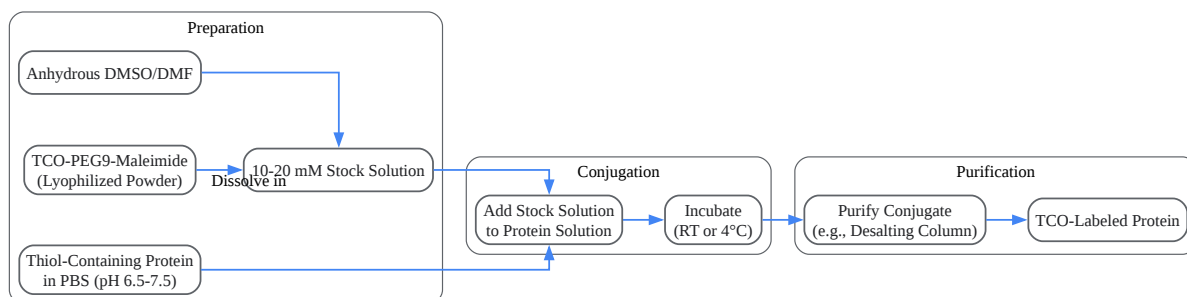 Preparation
Anhydrous DMSO/DMF
TCO-PEG9-Maleimide
(Lyophilized Powder)
Dissolve in
10-20 mM Stock Solution
Thiol-Containing Protein
in PBS (pH 6.5-7.5)
Conjugation
Add Stock Solution
to Protein Solution
Incubate
(RT or 4°C)
Purification
Purify Conjugate
(e.g., Desalting Column)
TCO-Labeled Protein